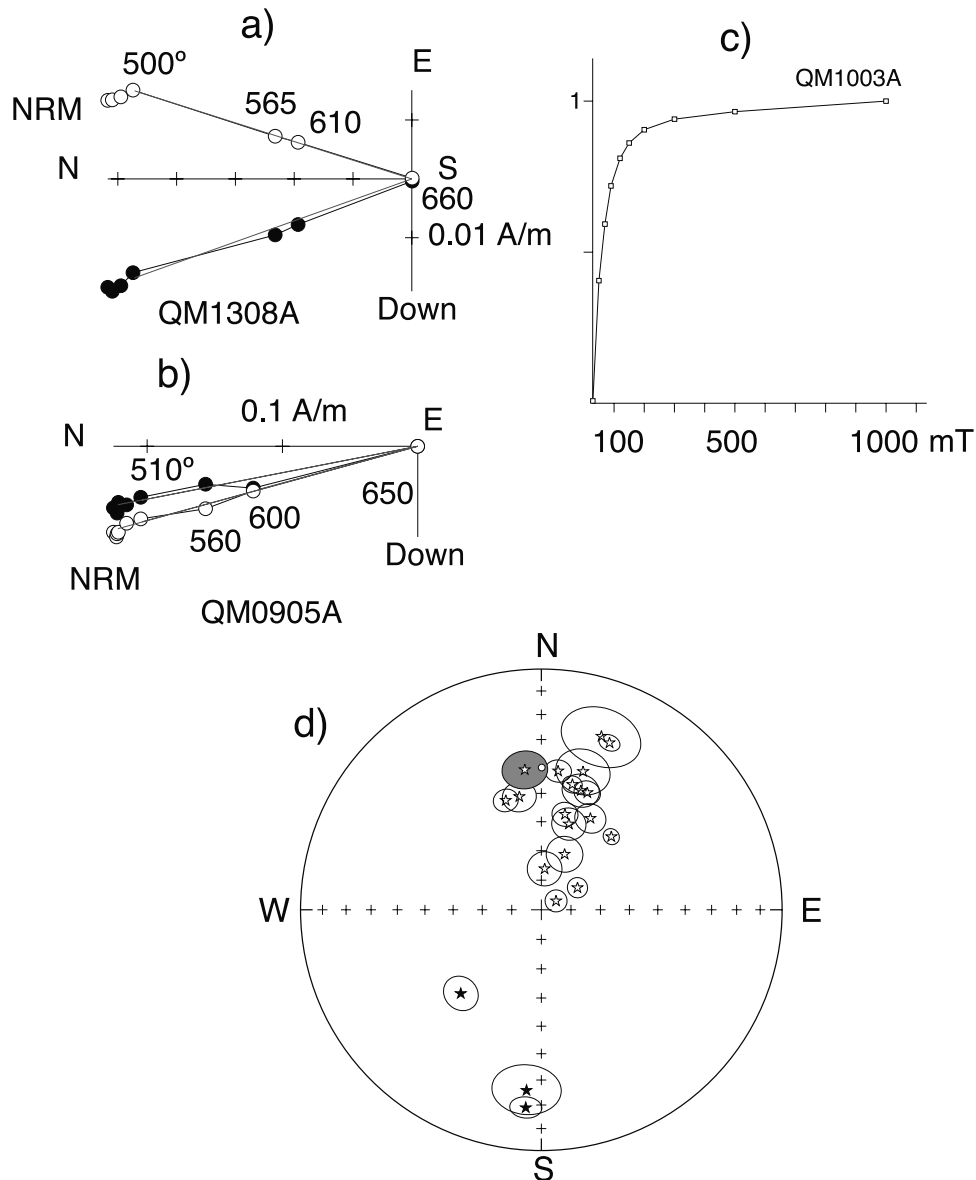 a)
500º
E
NRM
565
610
N
S
660
0.01 A/m
QM1308A
Down
b)
0.1 A/m
N
E
510º
650
600
560
Down
NRM
QM0905A
c)
QM1003A
1
100
500
1000 mT
d)
N
W
E
S